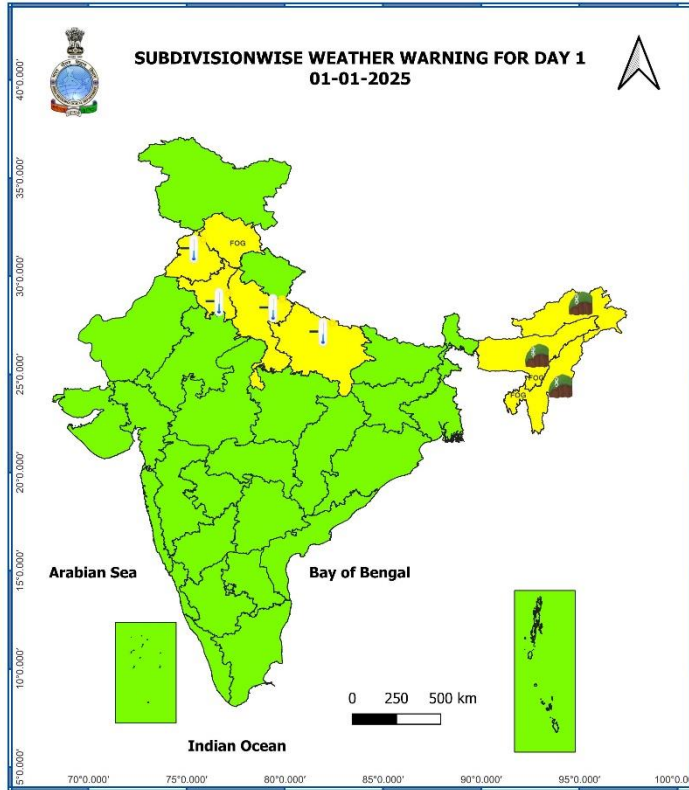 SUBDIVISIONWISE WEATHER WARNING FOR DAY 1
01-01-2025
40°0.000'
35°0.000'
FOG
30°0.000'
25°0.000'
FOG
FOG
20°0.000'
15°0.000'
Arabian Sea
Bay of Bengal
10°0.000'
0 250 500 km
Indian Ocean
5°0.000'
70°0.000' 75°0.000' 80°0.000' 85°0.000' 90°0.000' 95°0.000' 100°0.0